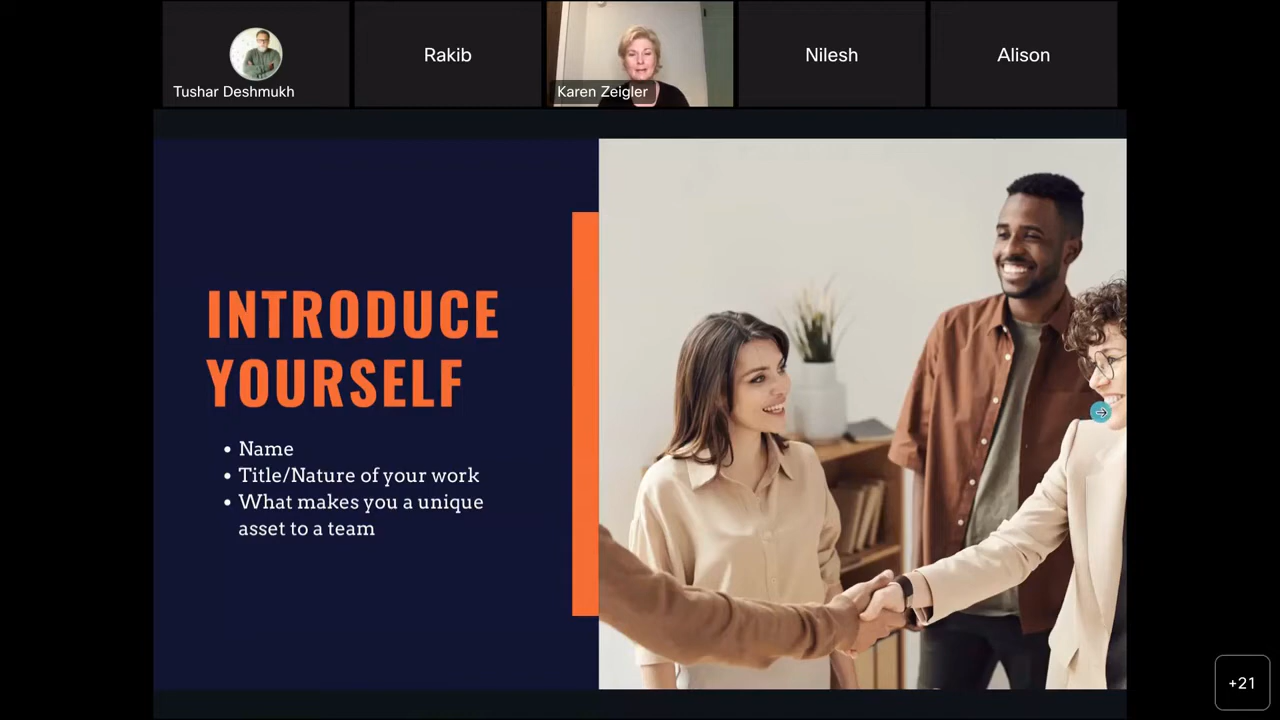 Tushar Deshmukh
Rakib
Karen Zeigler
Nilesh
Alison
INTRODUCE
YOURSELF
• Name
• Title/Nature of your work
• What makes you a unique
asset to a team
+21